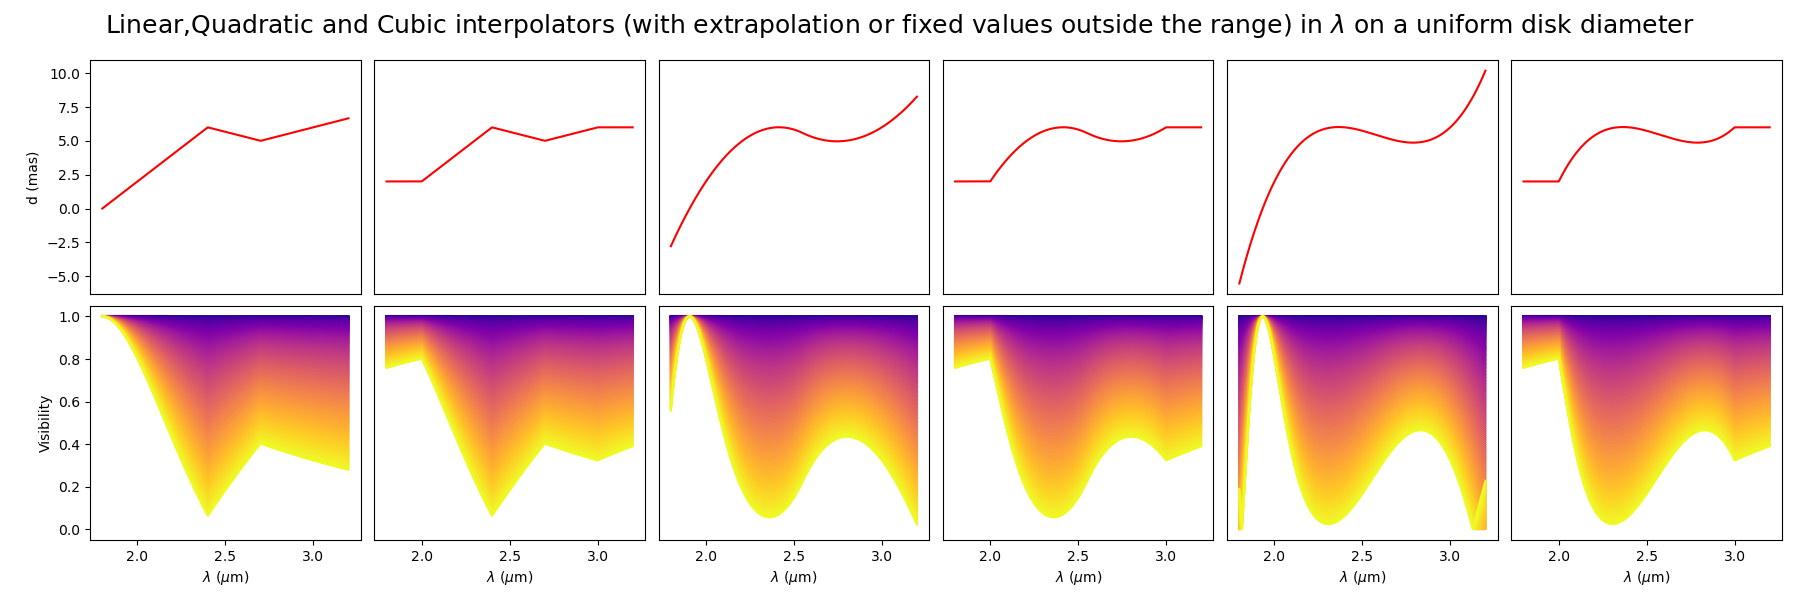 Linear,Quadratic and Cubic interpolators (with extrapolation or fixed values outside the range) in λ on a uniform disk diameter
10.0
7.5
5.0
2.5
0.0
−2.5
−5.0
d (mas)
1.0
0.8
0.6
0.4
0.2
0.0
Visibility
2.0 2.5 3.0 2.0 2.5 3.0 2.0 2.5 3.0 2.0 2.5 3.0 2.0 2.5 3.0 2.0 2.5 3.0
λ (μm) λ (μm) λ (μm) λ (μm) λ (μm) λ (μm)